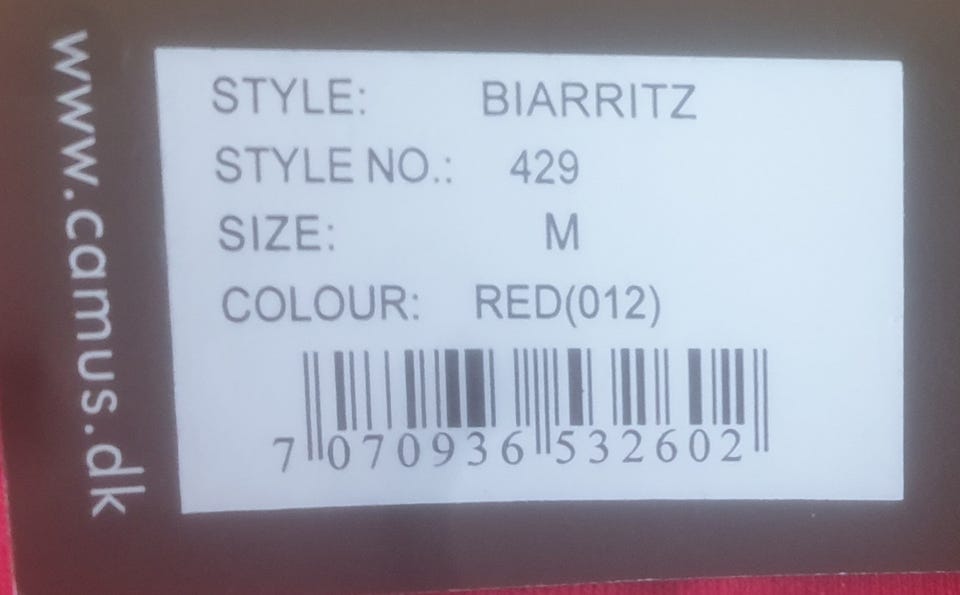 www.camus.dk
STYLE: BIARRITZ
STYLE NO.: 429
SIZE: M
COLOUR: RED(012)
7 070936 532602